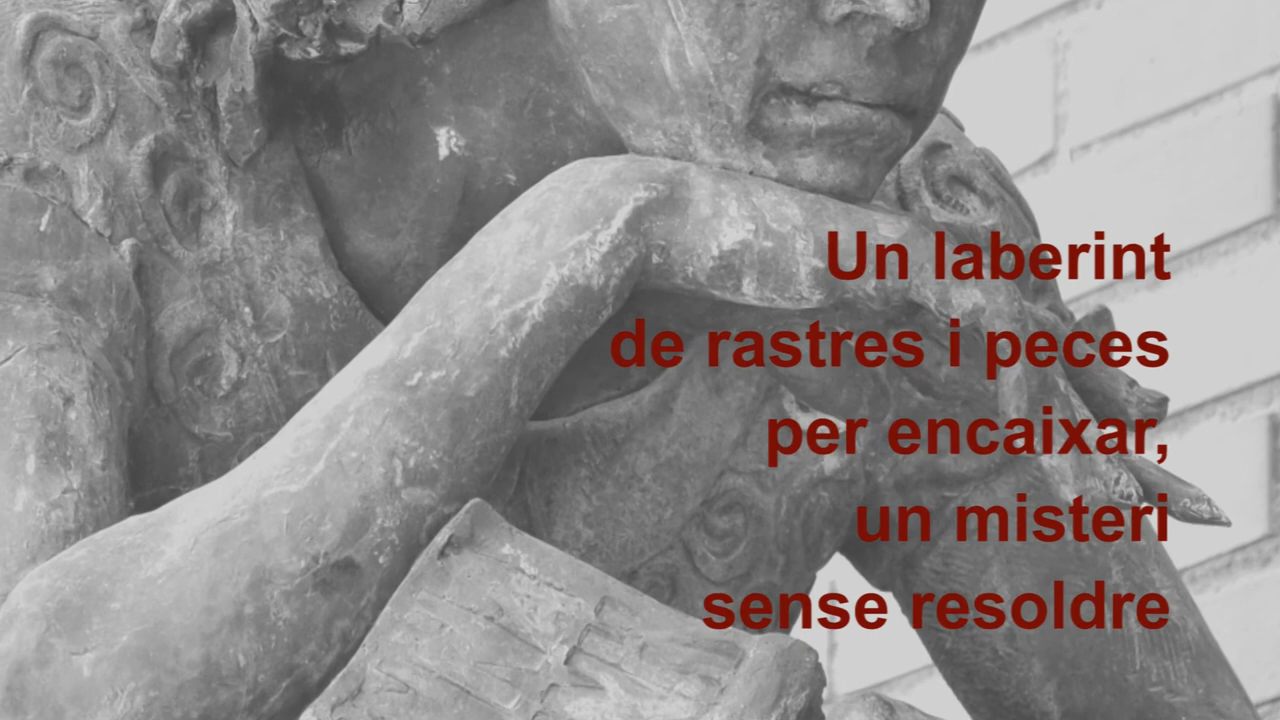 Un laberint
de rastres i peces
per encaixar,
un misteri
sense resoldre